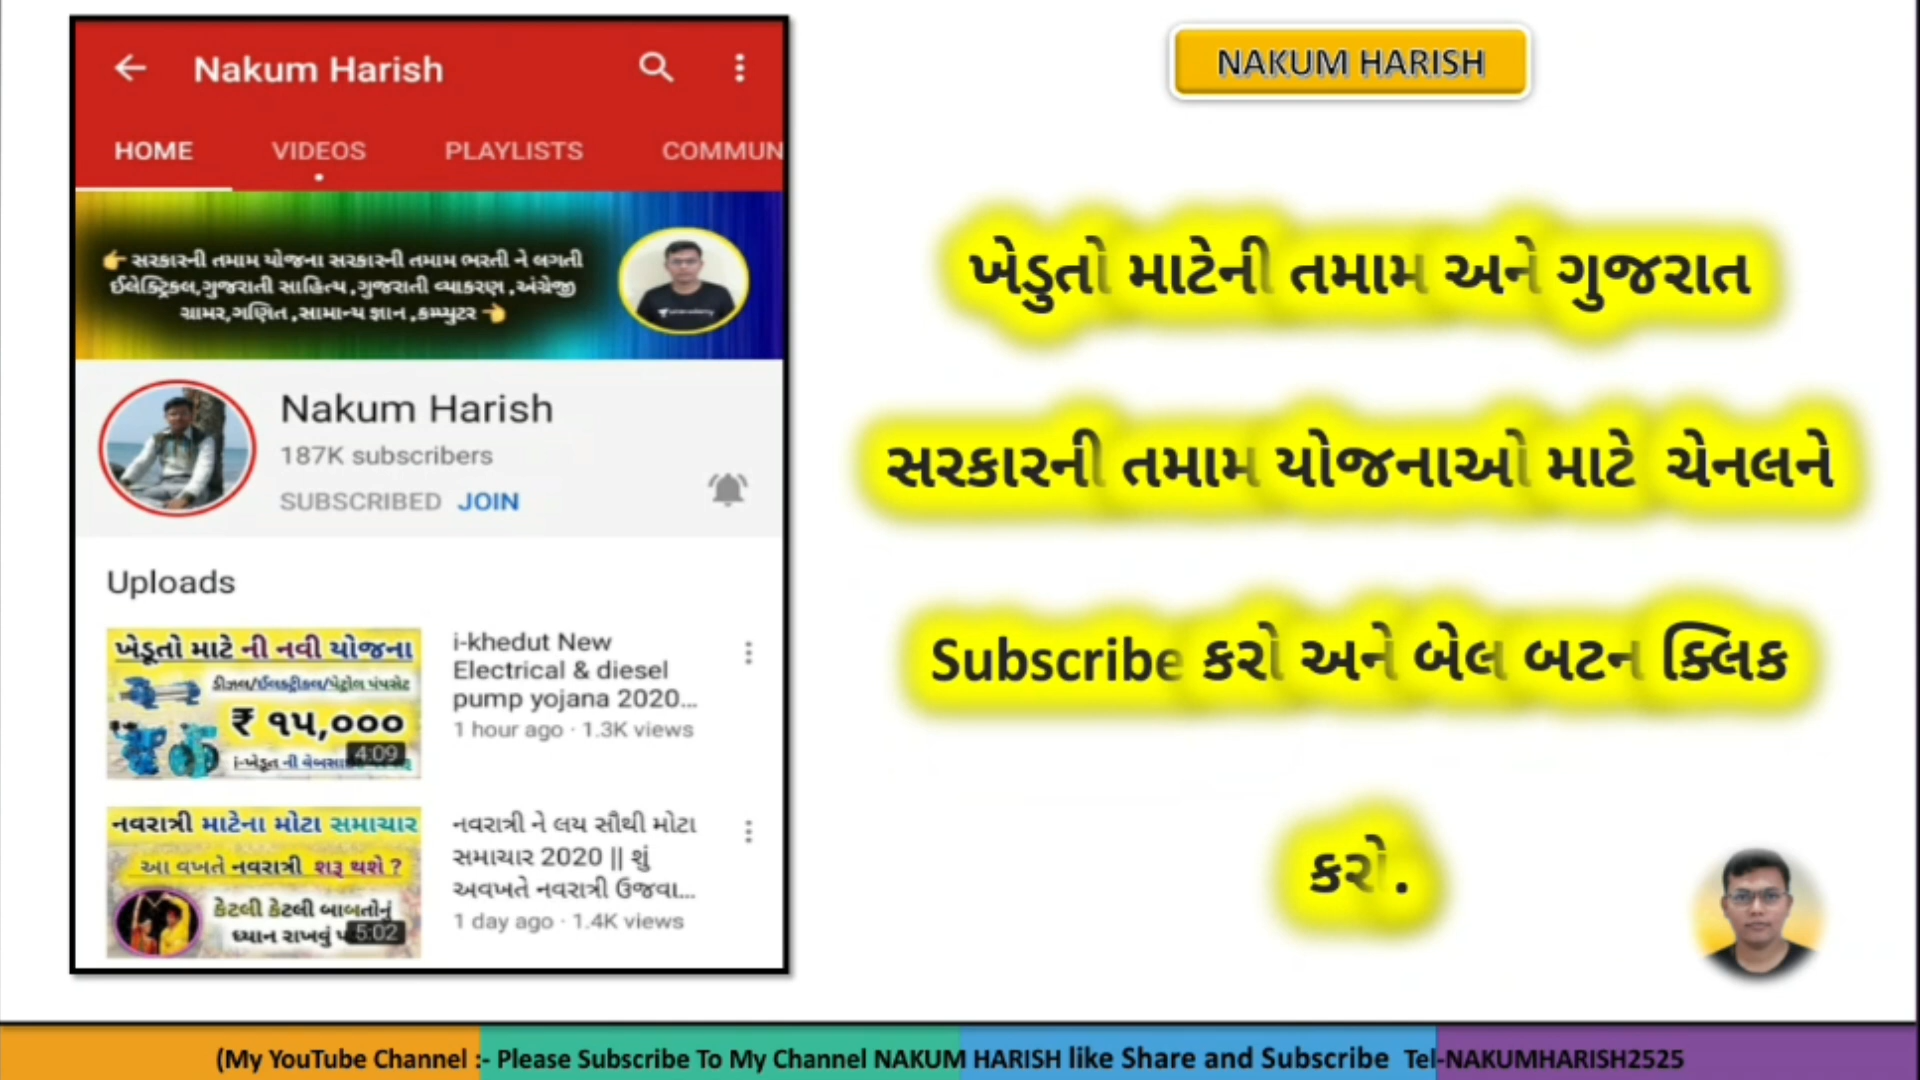 Nakum Harish
HOME VIDEOS PLAYLISTS COMMUN
સરકારની તમામ યોજના સરકારની તમામ ભરતી ને લગતી
ઈલેક્ટ્રિકલ,ગુજરાતી સાહિત્ય,ગુજરાતી વ્યાકરણ,અંગ્રેજી
ગ્રામર,ગણિત,સામાન્ય જ્ઞાન,કમ્પ્યુટર
Nakum Harish
187K subscribers
SUBSCRIBED JOIN
Uploads
ખેડૂતો માટે ની નવી યોજના
ડીઝલ/ઈલેક્ટ્રીકલ/પેટ્રોલ પંપસેટ
₹ ૧૫,૦૦૦
4:09
i-ખેડૂત ની
i-khedut New
Electrical & diesel
pump yojana 2020...
1 hour ago · 1.3K views
નવરાત્રી માટેના મોટા સમાચાર
આ વખતે નવરાત્રી શરૂ થશે ?
કેટલી કેટલી બાબતોનું
ધ્યાન રાખવું
5:02
નવરાત્રી ને લય સૌથી મોટા
સમાચાર 2020 || શું
અવખતે નવરાત્રી ઉજવા...
1 day ago · 1.4K views
NAKUM HARISH
ખેડુતો માટેની તમામ અને ગુજરાત
સરકારની તમામ યોજનાઓ માટે ચેનલને
Subscribe કરો અને બેલ બટન ક્લિક
કરો.
(My YouTube Channel :- Please Subscribe To My Channel NAKUM HARISH like Share and Subscribe Tel-NAKUMHARISH2525